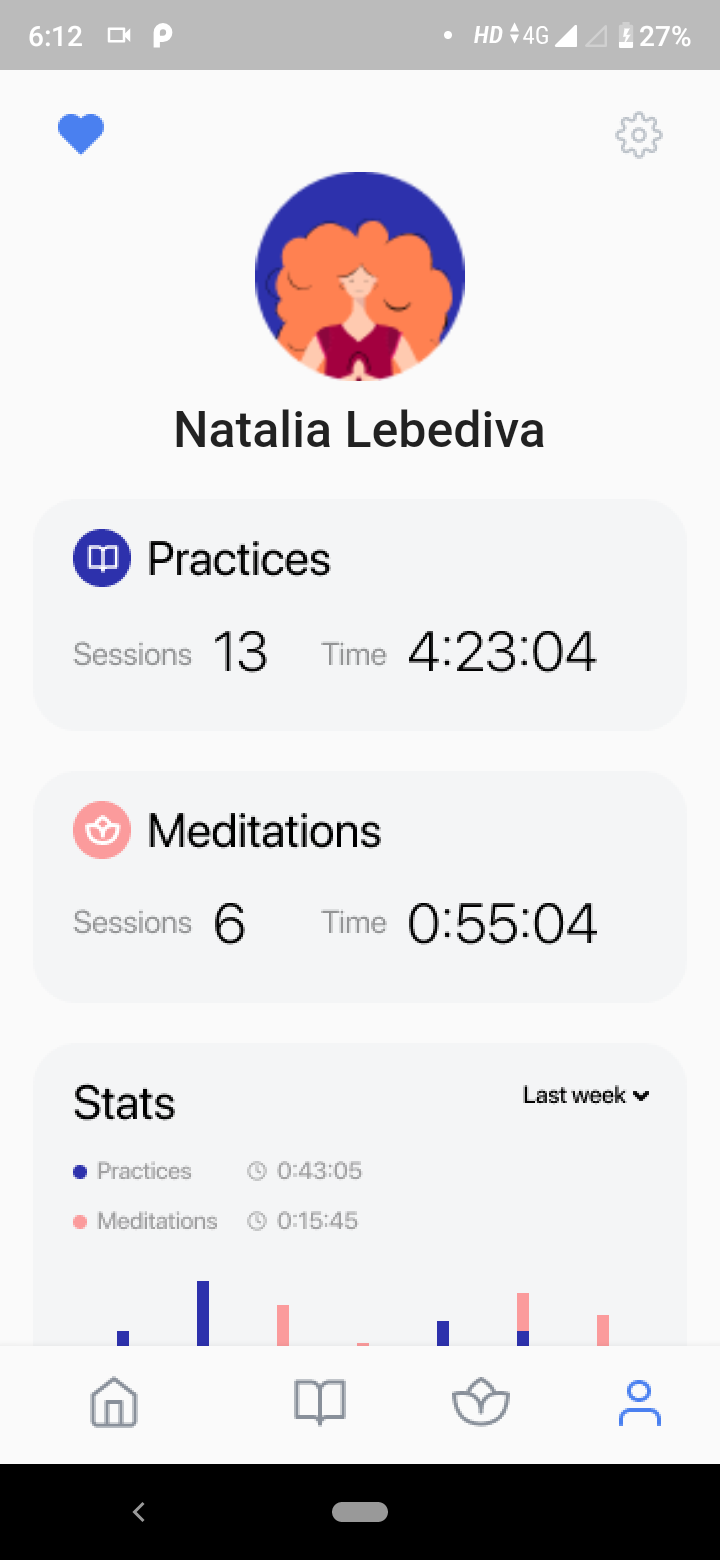 6:12 HD 4G 27%
Natalia Lebediva
Practices
Sessions 13 Time 4:23:04
Meditations
Sessions 6 Time 0:55:04
Stats Last week
Practices 0:43:05
Meditations 0:15:45